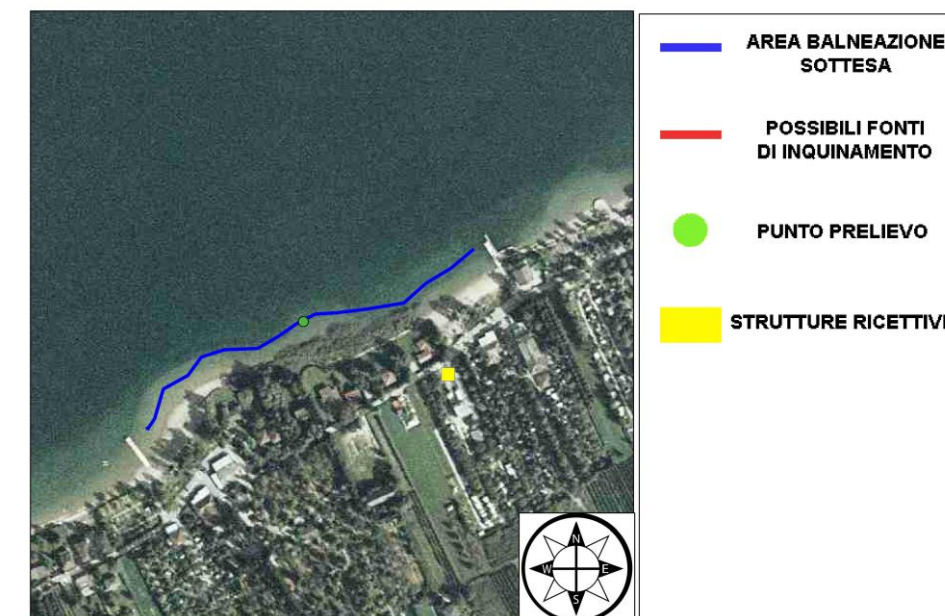 AREA BALNEAZIONE
SOTTESA
POSSIBILI FONTI
DI INQUINAMENTO
PUNTO PRELIEVO
STRUTTURE RICETTIVE
N
W
E
S